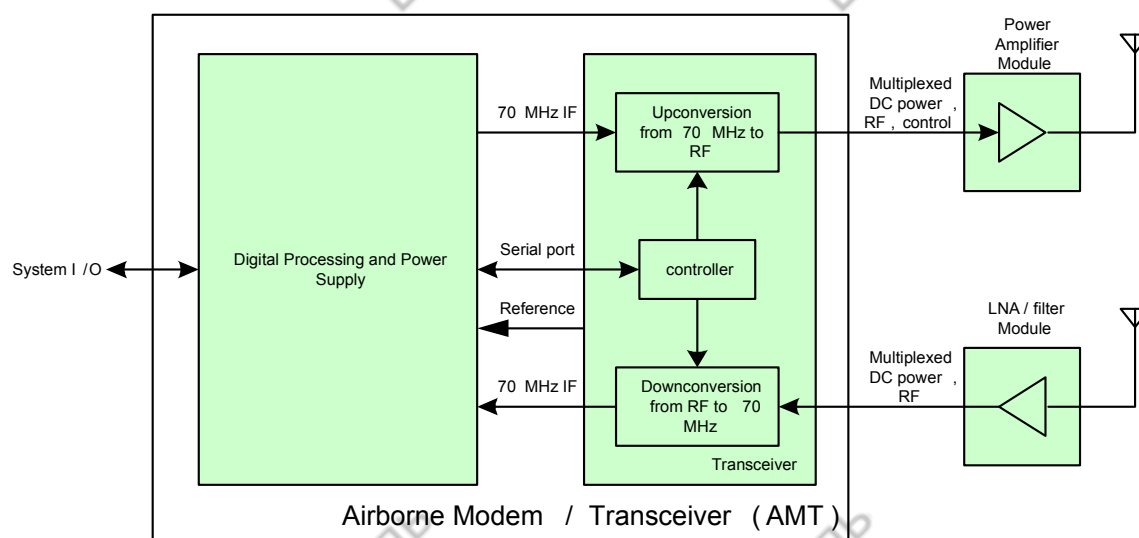 Power
Amplifier
Module
Multiplexed
DC power ,
RF , control
70 MHz IF
Upconversion
from 70 MHz to
RF
System I /O
Digital Processing and Power
Supply
Serial port
controller
Reference
LNA / filter
Module
Multiplexed
DC power ,
RF
70 MHz IF
Downconversion
from RF to 70
MHz
Transceiver
Airborne Modem / Transceiver ( AMT )